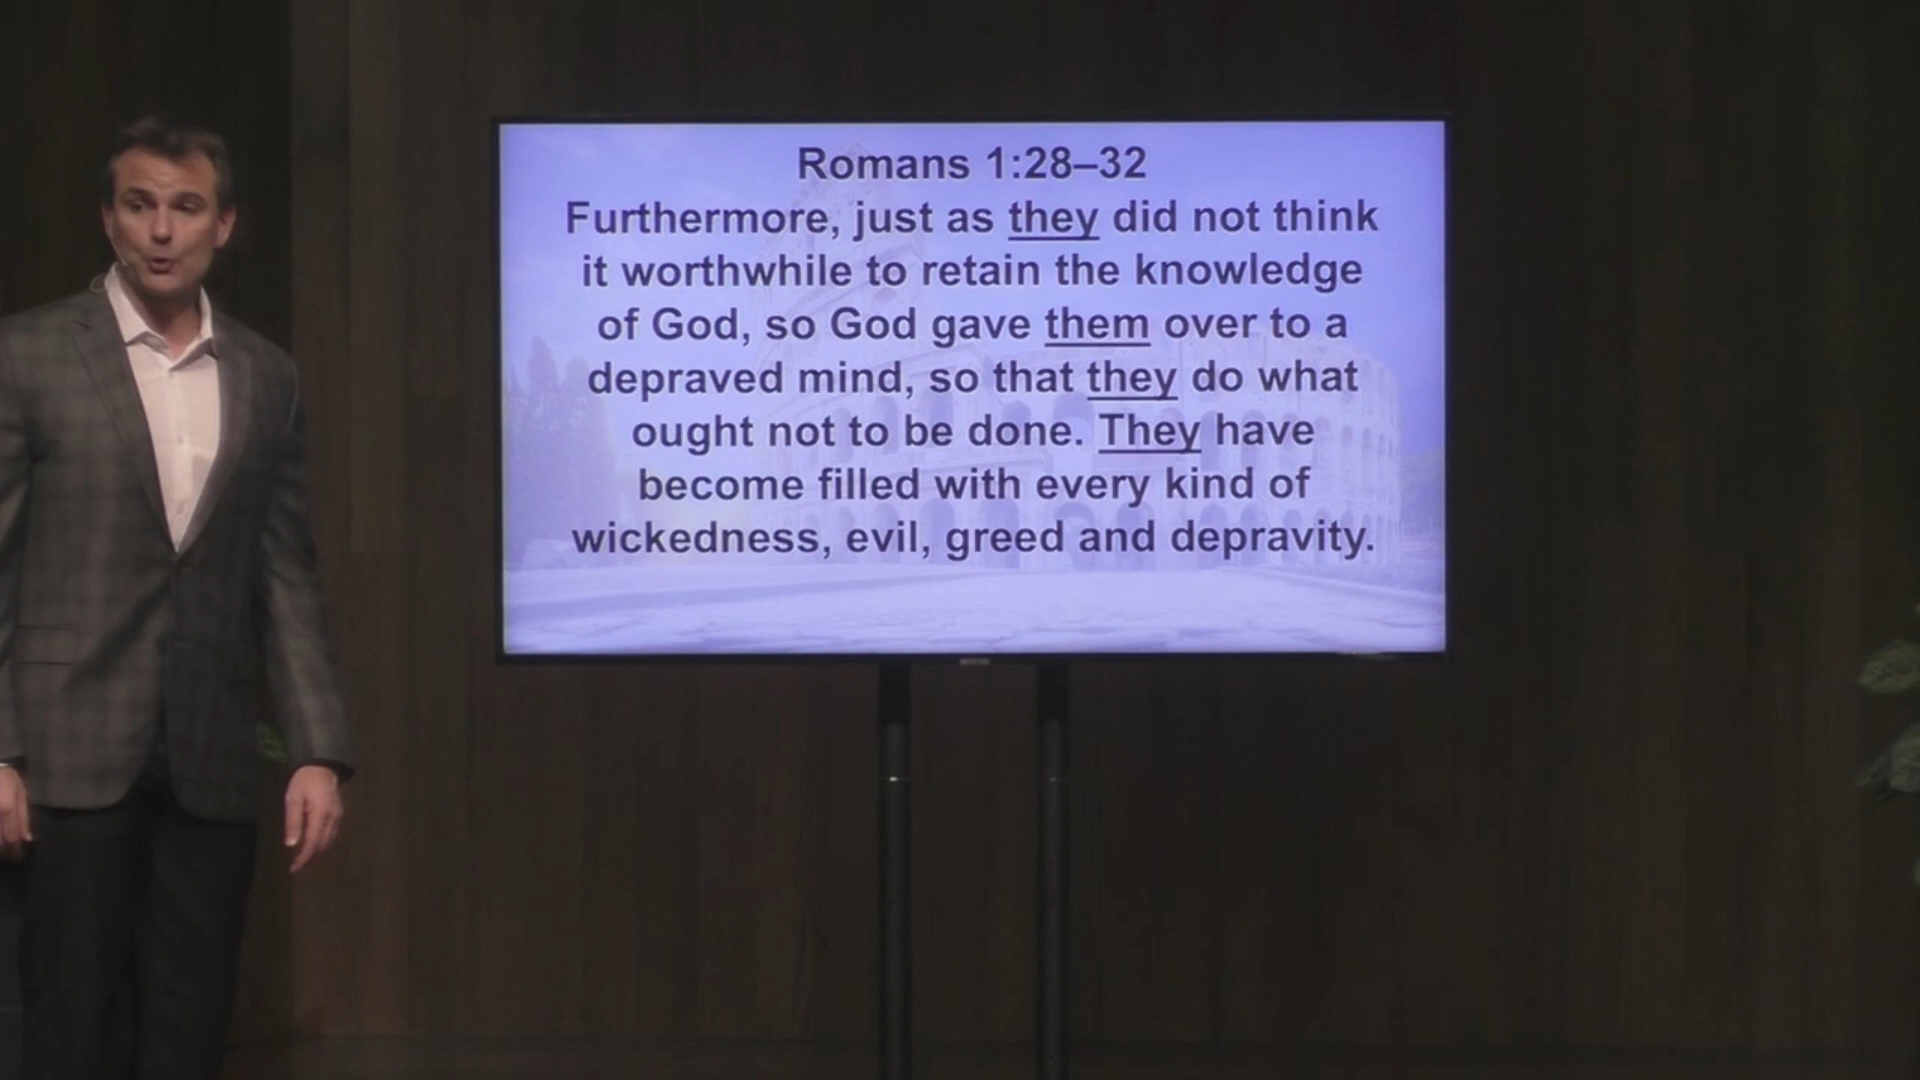 Romans 1:28–32
Furthermore, just as they did not think
it worthwhile to retain the knowledge
of God, so God gave them over to a
depraved mind, so that they do what
ought not to be done. They have
become filled with every kind of
wickedness, evil, greed and depravity.